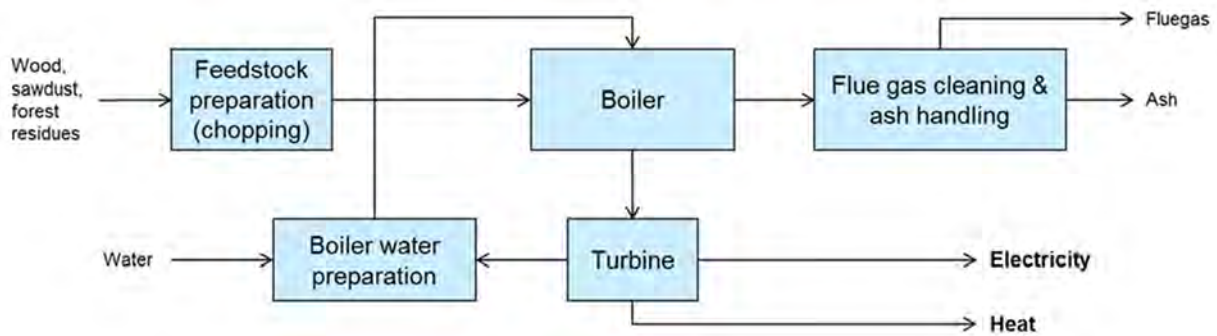 Fluegas
Wood,
sawdust,
forest
residues
Feedstock
preparation
(chopping)
Boiler
Flue gas cleaning &
ash handling
Ash
Water
Boiler water
preparation
Turbine
Electricity
Heat